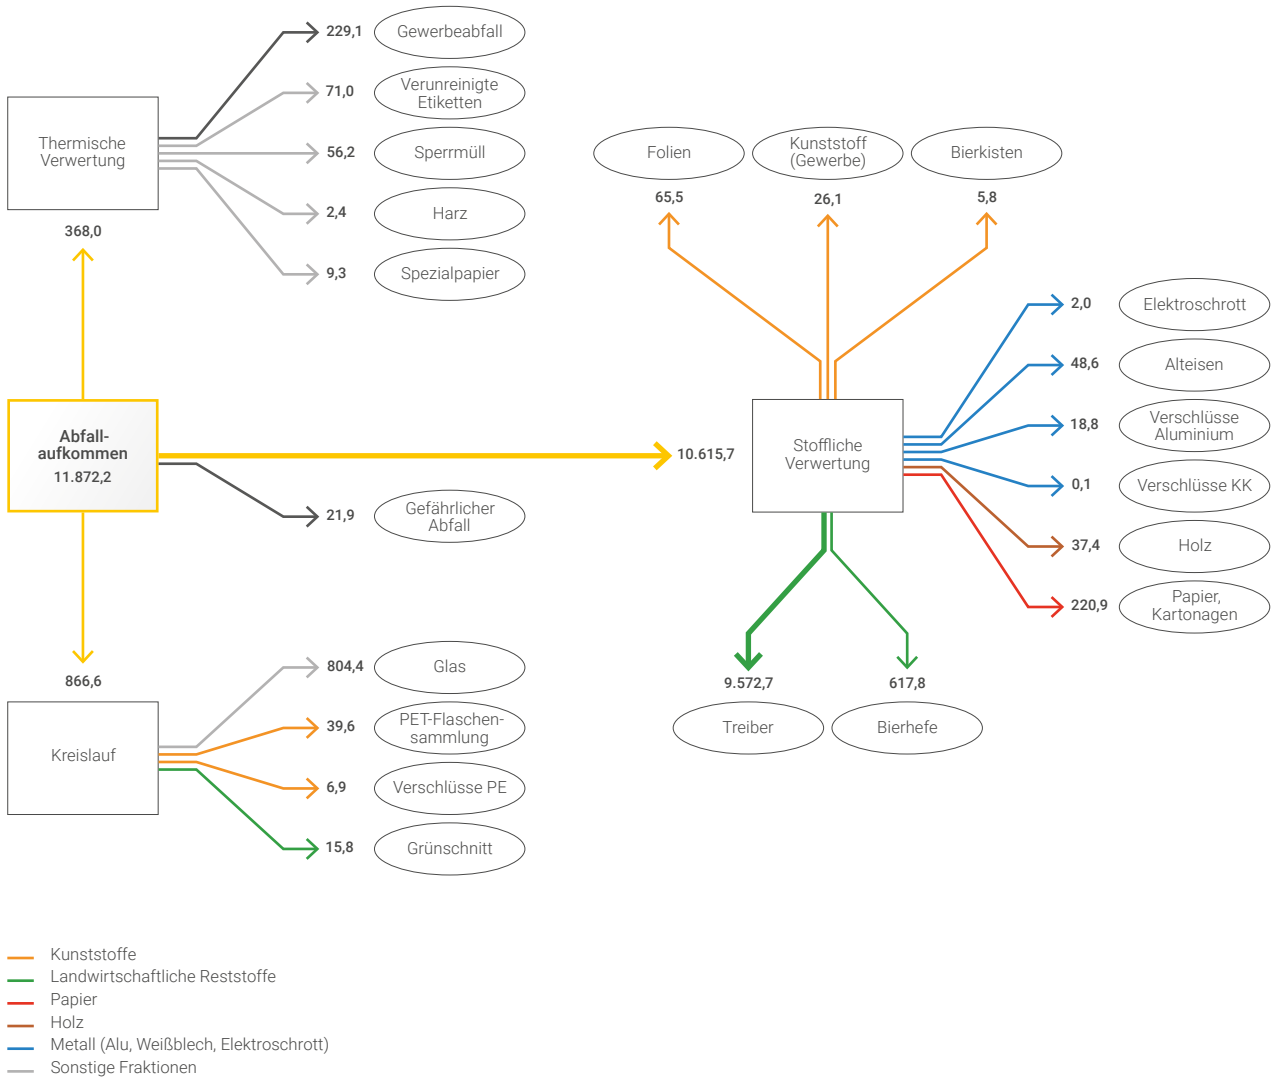 229,1
Gewerbeabfall
71,0
Verunreinigte
Etiketten
Thermische
Verwertung
56,2
Sperrmüll
2,4
Harz
368,0
9,3
Spezialpapier
Folien
Kunststoff
(Gewerbe)
Bierkisten
65,5
26,1
5,8
2,0
Elektroschrott
48,6
Alteisen
18,8
Verschlüsse
Aluminium
0,1
Verschlüsse KK
37,4
Holz
220,9
Papier,
Kartonagen
Abfall-
aufkommen
11.872,2
10.615,7
Stoffliche
Verwertung
21,9
Gefährlicher
Abfall
9.572,7
617,8
Treiber
Bierhefe
866,6
Kreislauf
804,4
Glas
39,6
PET-Flaschen-
sammlung
6,9
Verschlüsse PE
15,8
Grünschnitt
Kunststoffe
Landwirtschaftliche Reststoffe
Papier
Holz
Metall (Alu, Weißblech, Elektroschrott)
Sonstige Fraktionen